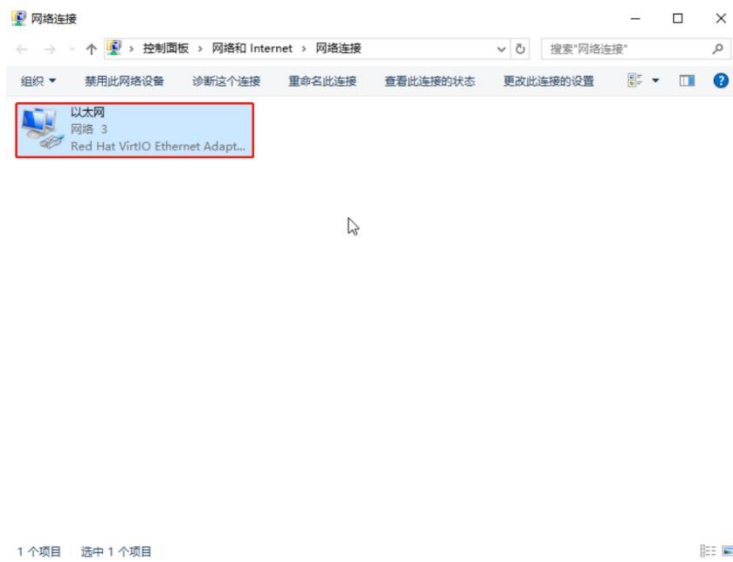 网络连接
控制面板 › 网络和 Internet › 网络连接
搜索"网络连接"
组织 禁用此网络设备 诊断这个连接 重命名此连接 查看此连接的状态 更改此连接的设置
以太网
网络 3
Red Hat VirtIO Ethernet Adapt...
1 个项目 选中 1 个项目